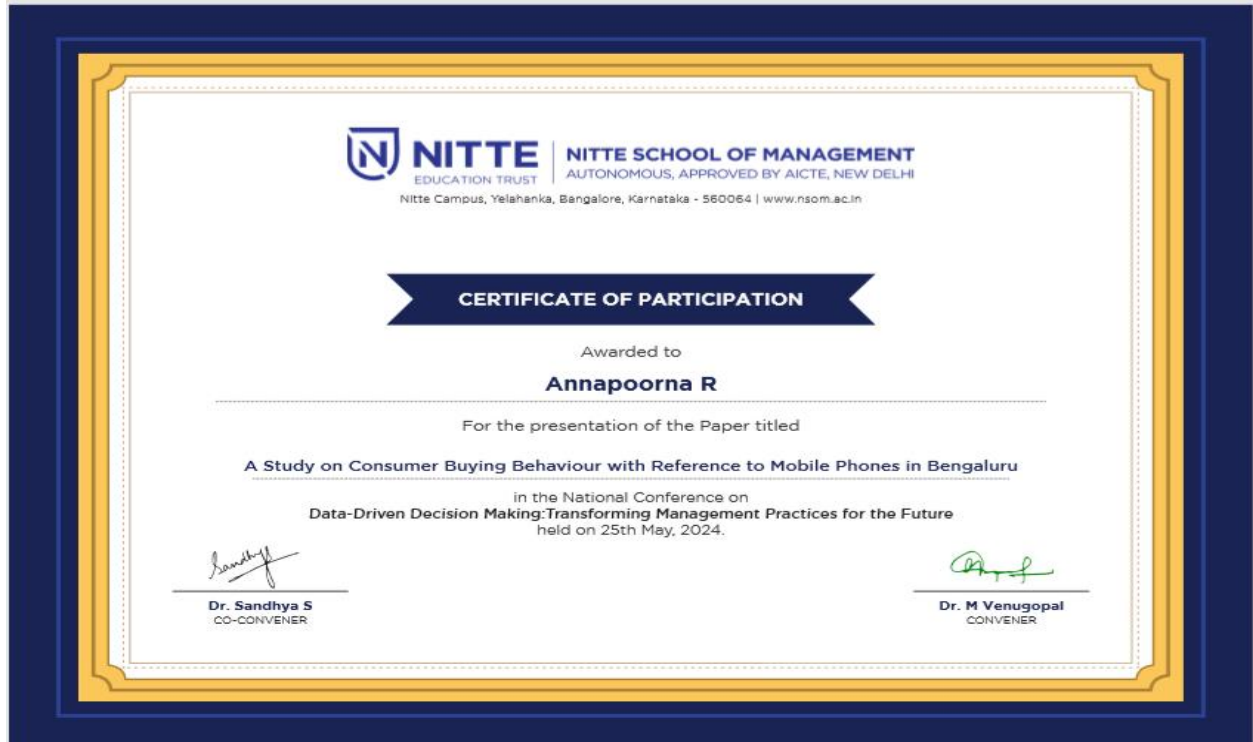 NITTE
EDUCATION TRUST
NITTE SCHOOL OF MANAGEMENT
AUTONOMOUS, APPROVED BY AICTE, NEW DELHI
Nitte Campus, Yelahanka, Bangalore, Karnataka - 560064 | www.nsom.ac.in
CERTIFICATE OF PARTICIPATION
Awarded to
Annapoorna R
For the presentation of the Paper titled
A Study on Consumer Buying Behaviour with Reference to Mobile Phones in Bengaluru
in the National Conference on
Data-Driven Decision Making:Transforming Management Practices for the Future
held on 25th May, 2024.
Sandhya
Dr. Sandhya S
CO-CONVENER
Dr. M Venugopal
CONVENER